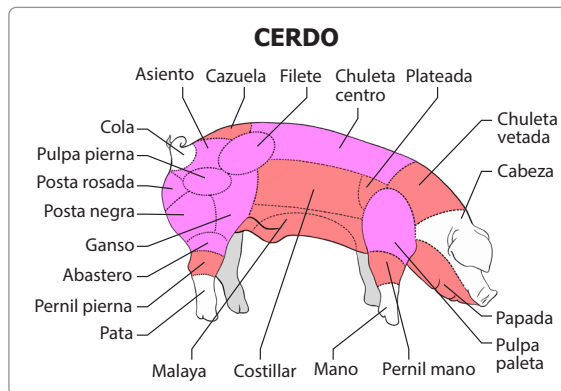 CERDO
Asiento
Cazuela
Filete
Chuleta
centro
Plateada
Chuleta
vetada
Cabeza
Cola
Pulpa pierna
Posta rosada
Posta negra
Ganso
Abastero
Pernil pierna
Pata
Malaya
Costillar
Mano
Pernil mano
Papada
Pulpa
paleta